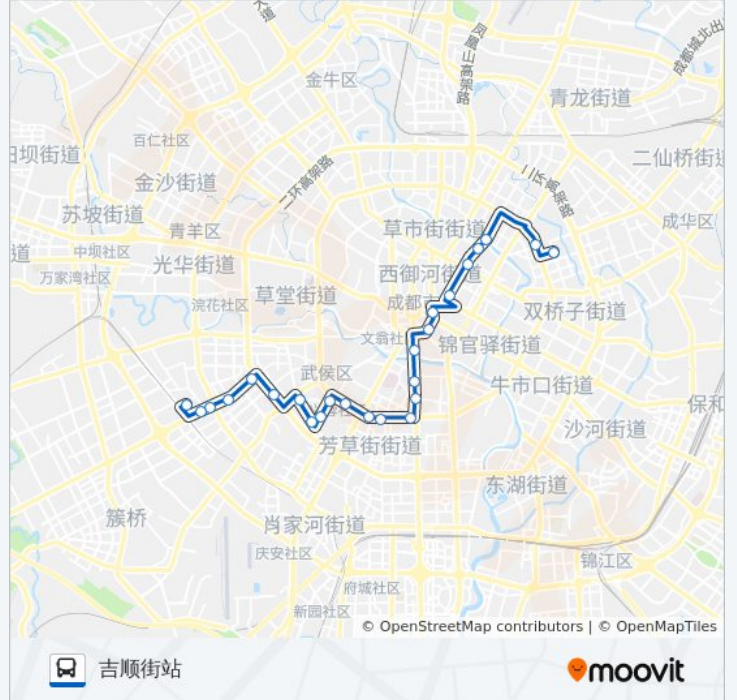 大道
凤凰山高架路
成都城北出
金牛区
青龙街道
百仁社区
二环高架路
二环高架路
二仙桥街道
日坝街道
金沙街道
苏坡街道
青羊区
草市街街道
成华区
道
中坝社区
光华街道
西御河街道
万家湾社区
浣花社区
草堂街道
成都市
双桥子街道
文翁社
锦官驿街道
武侯区
牛市口街道
保和
沙河街道
芳草街街道
东湖街道
簇桥
肖家河街道
庆安社区
锦江区
府城社区
新园社区
© OpenStreetMap contributors | © OpenMapTiles
吉顺街站
moovit